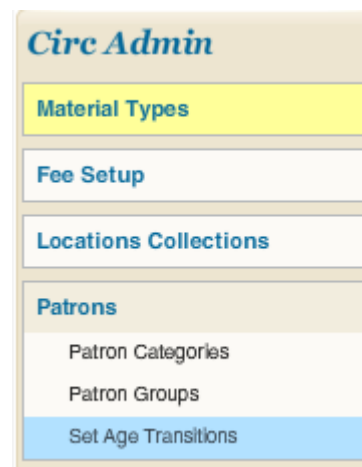 Circ Admin
Material Types
Fee Setup
Locations Collections
Patrons
Patron Categories
Patron Groups
Set Age Transitions